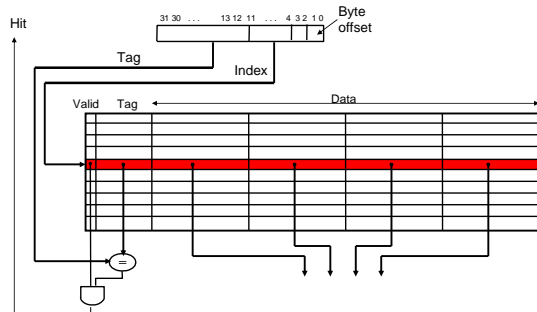 Hit
31 30 . . . 13 12 11 ... 4 3 2 1 0
Byte
offset
Tag
Index
Valid Tag Data
=